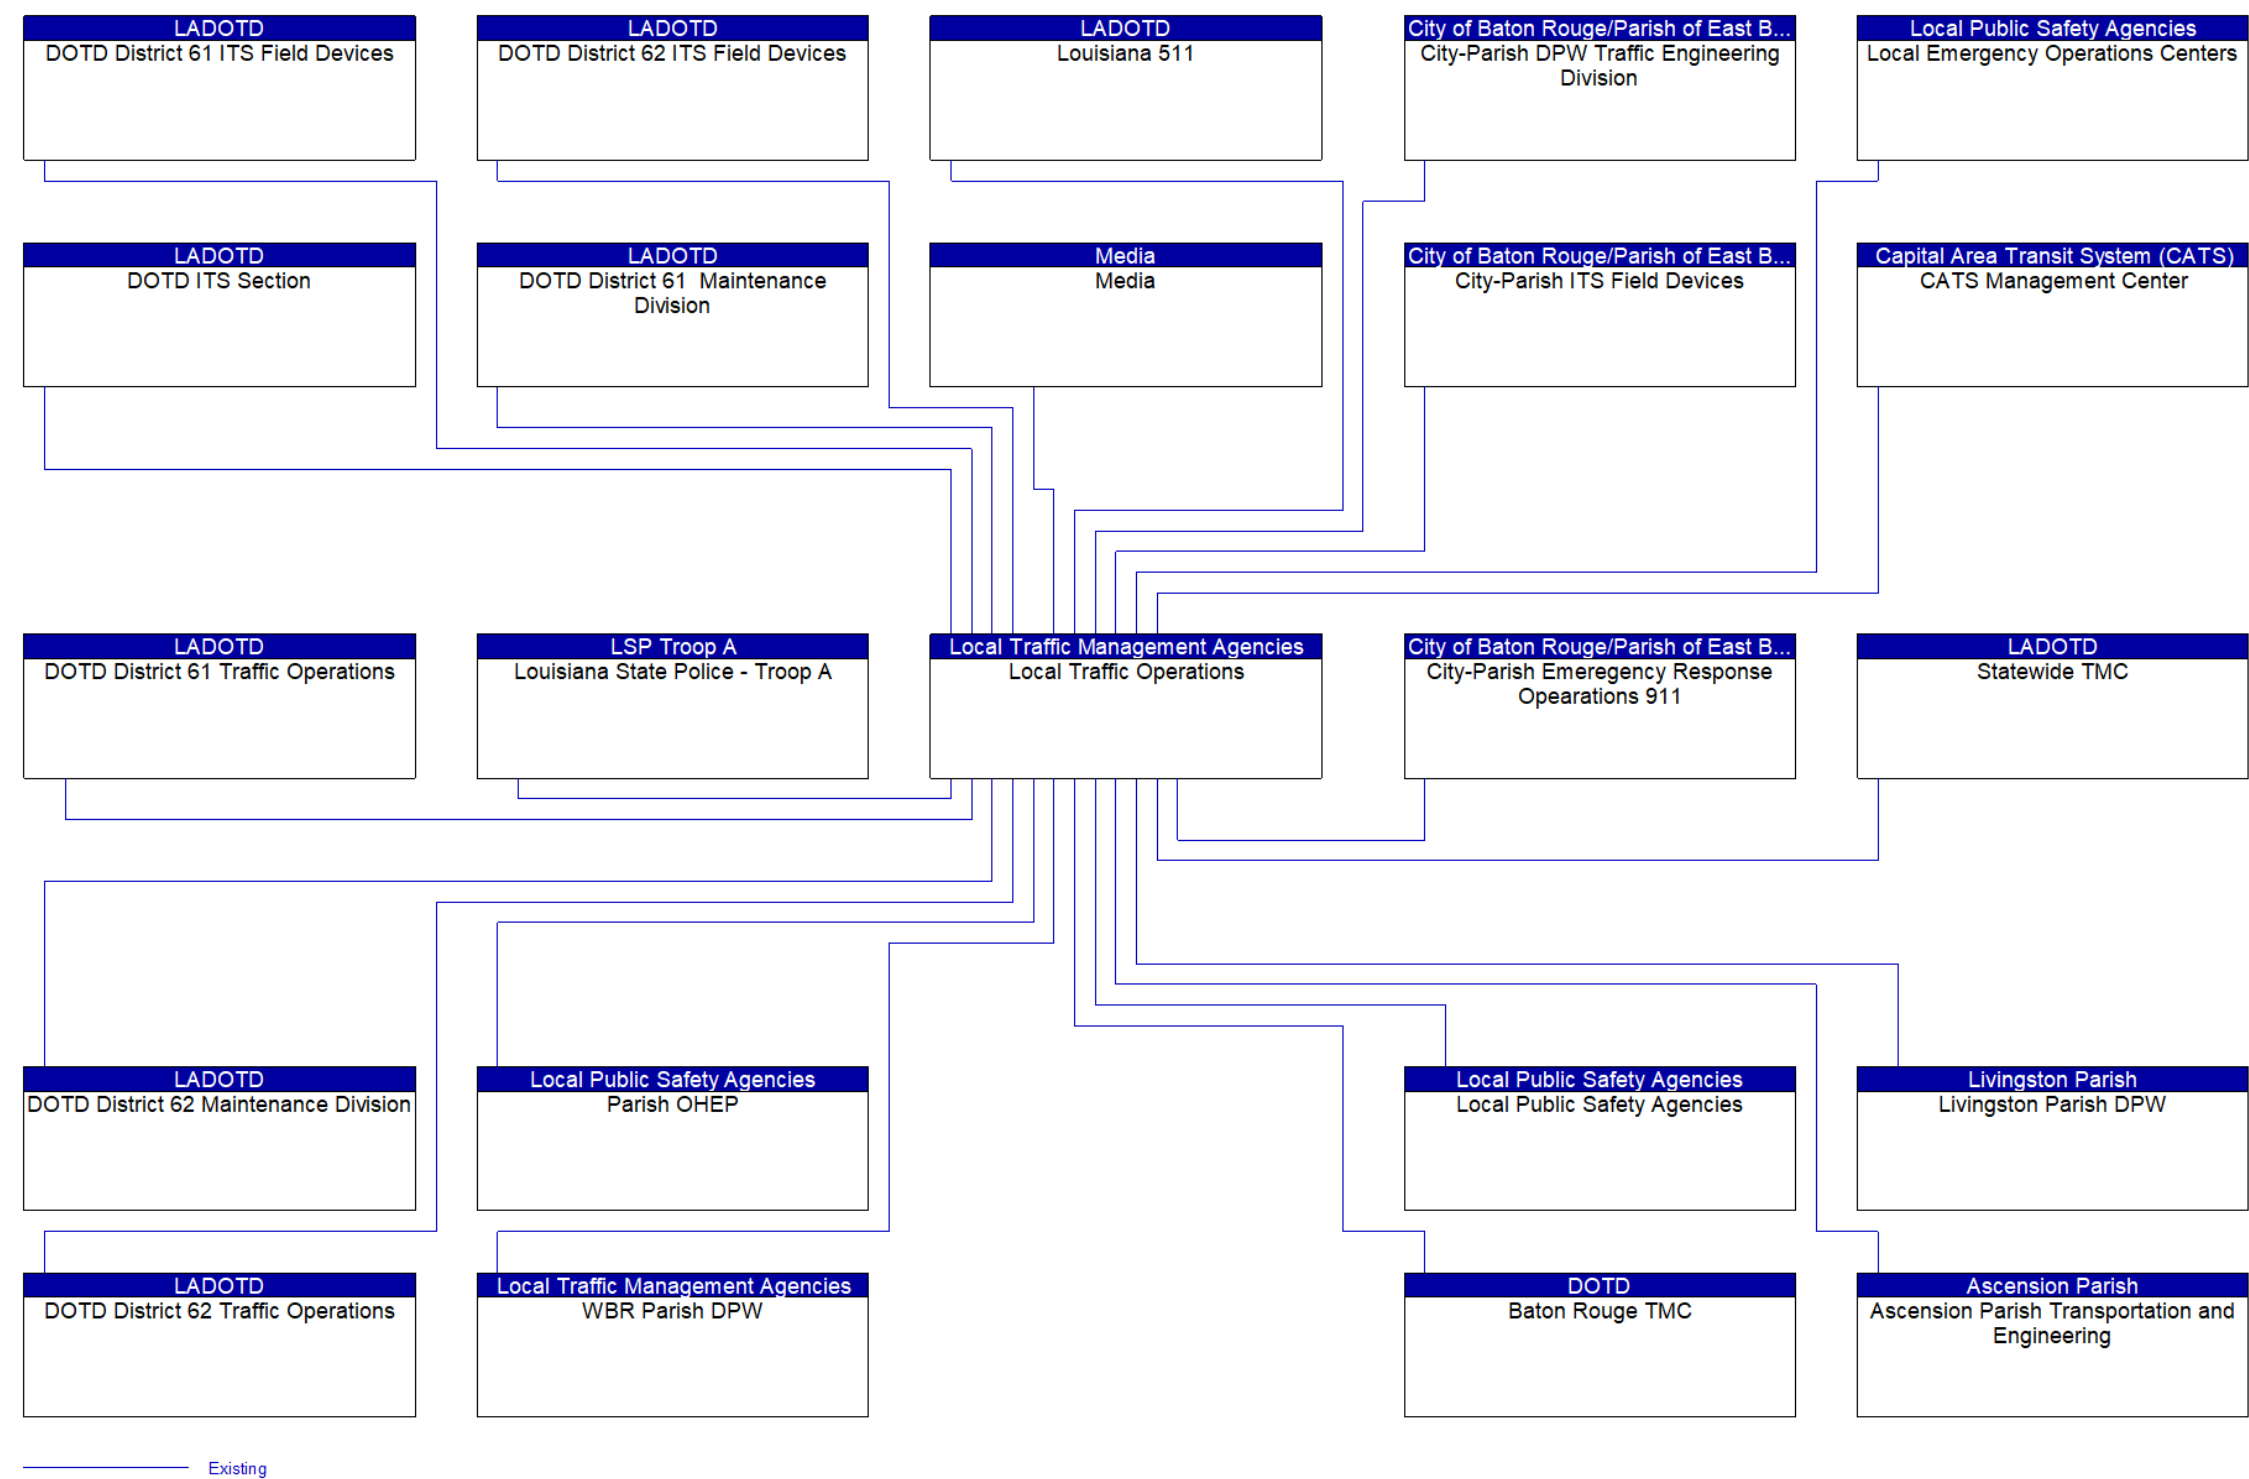 LADOTD
DOTD District 61 ITS Field Devices
LADOTD
DOTD District 62 ITS Field Devices
LADOTD
Louisiana 511
City of Baton Rouge/Parish of East B...
City-Parish DPW Traffic Engineering
Division
Local Public Safety Agencies
Local Emergency Operations Centers
LADOTD
DOTD ITS Section
LADOTD
DOTD District 61 Maintenance
Division
Media
Media
City of Baton Rouge/Parish of East B...
City-Parish ITS Field Devices
Capital Area Transit System (CATS)
CATS Management Center
LADOTD
DOTD District 61 Traffic Operations
LSP Troop A
Louisiana State Police - Troop A
Local Traffic Management Agencies
Local Traffic Operations
City of Baton Rouge/Parish of East B...
City-Parish Emeregency Response
Opearations 911
LADOTD
Statewide TMC
LADOTD
DOTD District 62 Maintenance Division
Local Public Safety Agencies
Parish OHEP
Local Public Safety Agencies
Local Public Safety Agencies
Livingston Parish
Livingston Parish DPW
LADOTD
DOTD District 62 Traffic Operations
Local Traffic Management Agencies
WBR Parish DPW
DOTD
Baton Rouge TMC
Ascension Parish
Ascension Parish Transportation and
Engineering
Existing